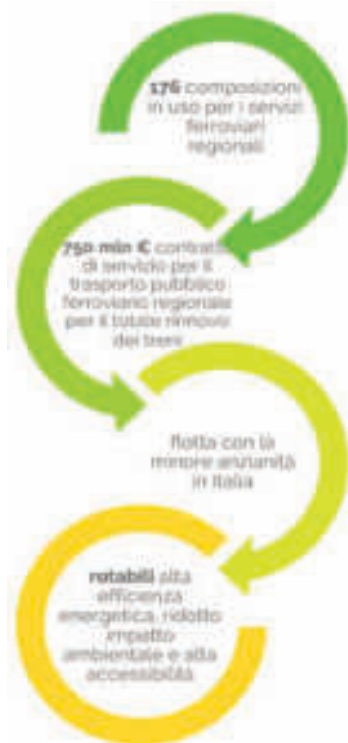 176 composizioni
in uso per i servizi
ferroviari
regionali
750 mln € contratto
di servizio per il
trasporto pubblico
ferroviario regionale
per il totale rinnovo
dei treni
flotta con la
minore anzianità
in Italia
rotabili alta
efficienza
energetica, ridotto
impatto
ambientale e alta
accessibilità